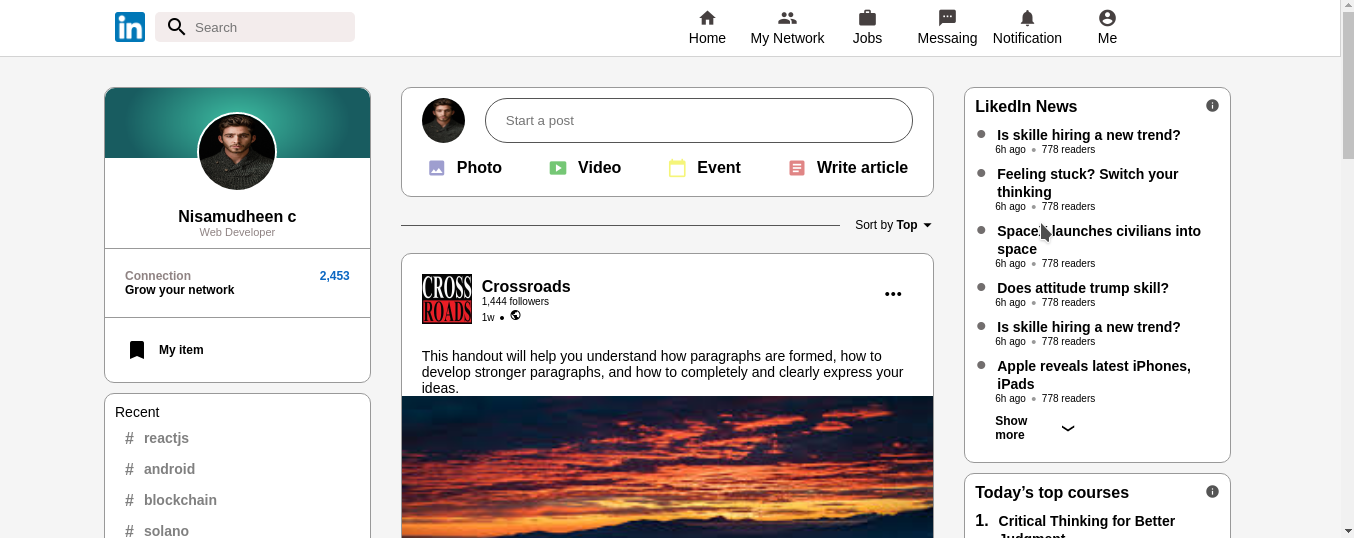 in
Search
Home
My Network
Jobs
Messaing
Notification
Me
Nisamudheen c
Web Developer
Connection 2,453
Grow your network
My item
Recent
# reactjs
# android
# blockchain
# solano
Start a post
Photo
Video
Event
Write article
Sort by Top
CROSS
ROADS
Crossroads
1,444 followers
1w •
This handout will help you understand how paragraphs are formed, how to
develop stronger paragraphs, and how to completely and clearly express your
ideas.
LikedIn News
Is skille hiring a new trend?
6h ago • 778 readers
Feeling stuck? Switch your
thinking
6h ago • 778 readers
launches civilians into
space
6h ago • 778 readers
Does attitude trump skill?
6h ago • 778 readers
Is skille hiring a new trend?
6h ago • 778 readers
Apple reveals latest iPhones,
iPads
6h ago • 778 readers
Show
more
Today’s top courses
1. Critical Thinking for Better
Judgment